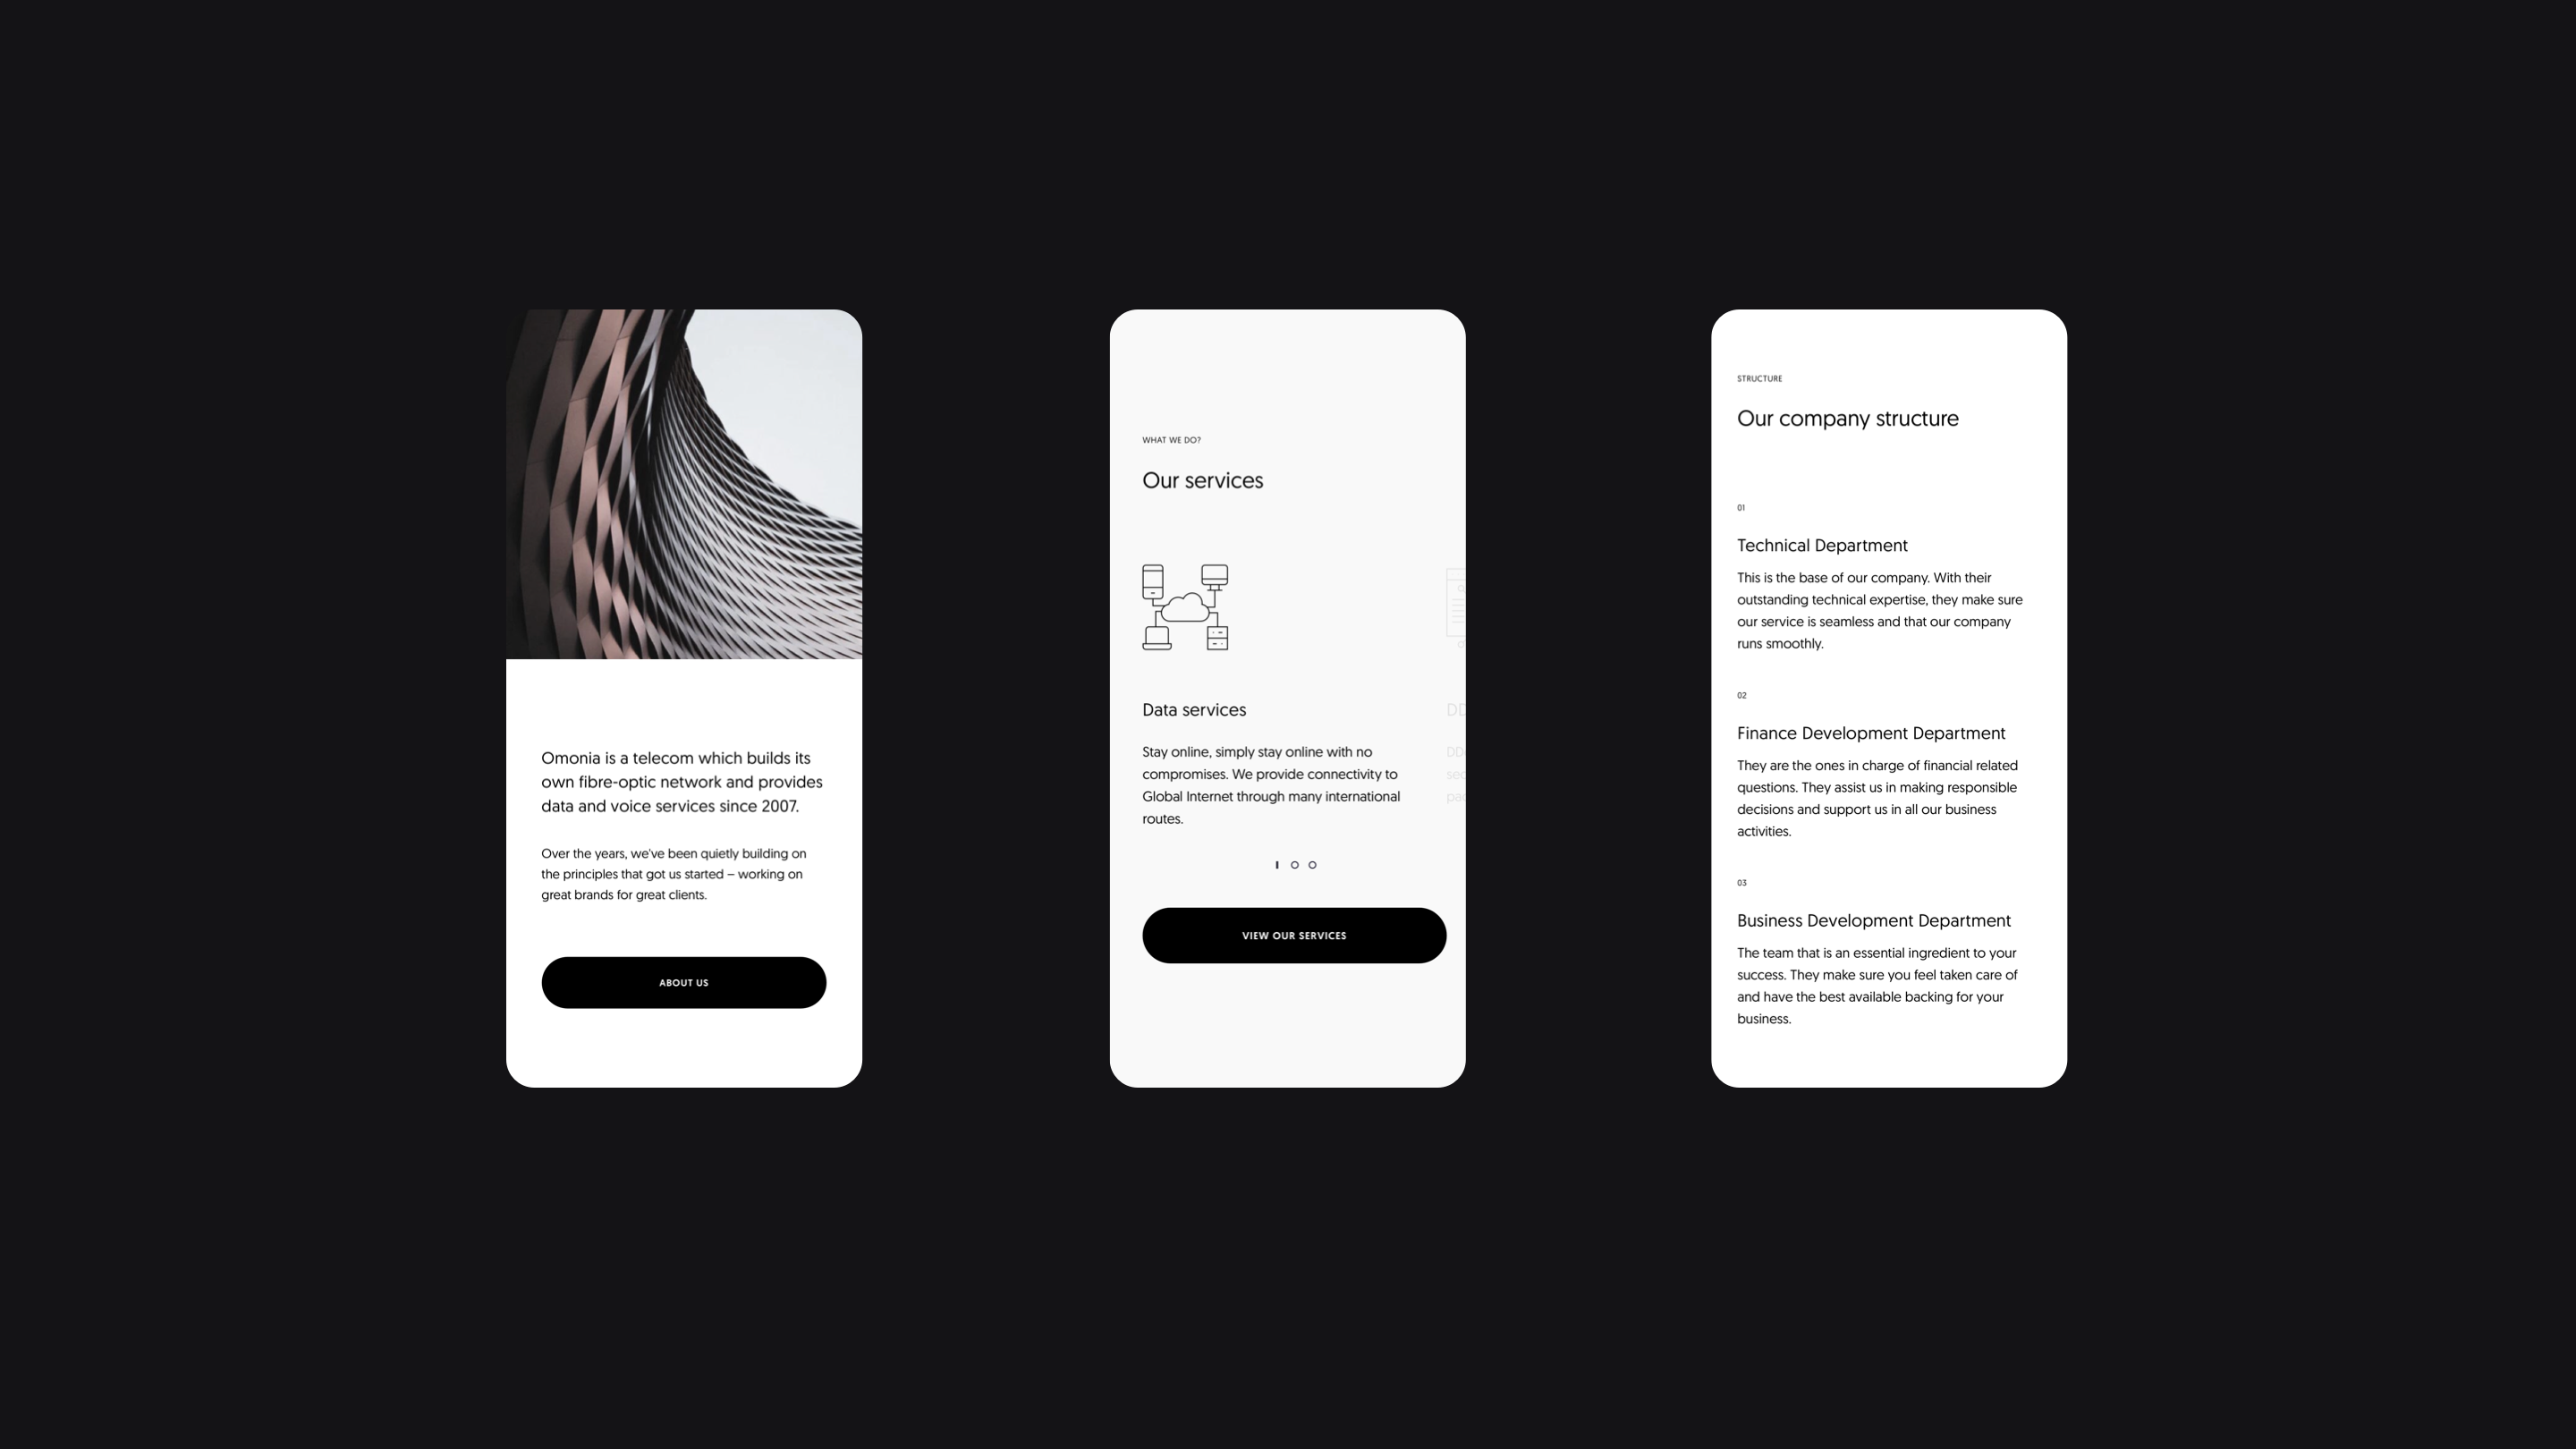 Omonia is a telecom which builds its
own fibre-optic network and provides
data and voice services since 2007.
Over the years, we've been quietly building on
the principles that got us started – working on
great brands for great clients.
ABOUT US
WHAT WE DO?
Our services
Data services
Stay online, simply stay online with no
compromises. We provide connectivity to
Global Internet through many international
routes.
VIEW OUR SERVICES
STRUCTURE
Our company structure
01
Technical Department
This is the base of our company. With their
outstanding technical expertise, they make sure
our service is seamless and that our company
runs smoothly.
02
Finance Development Department
They are the ones in charge of financial related
questions. They assist us in making responsible
decisions and support us in all our business
activities.
03
Business Development Department
The team that is an essential ingredient to your
success. They make sure you feel taken care of
and have the best available backing for your
business.